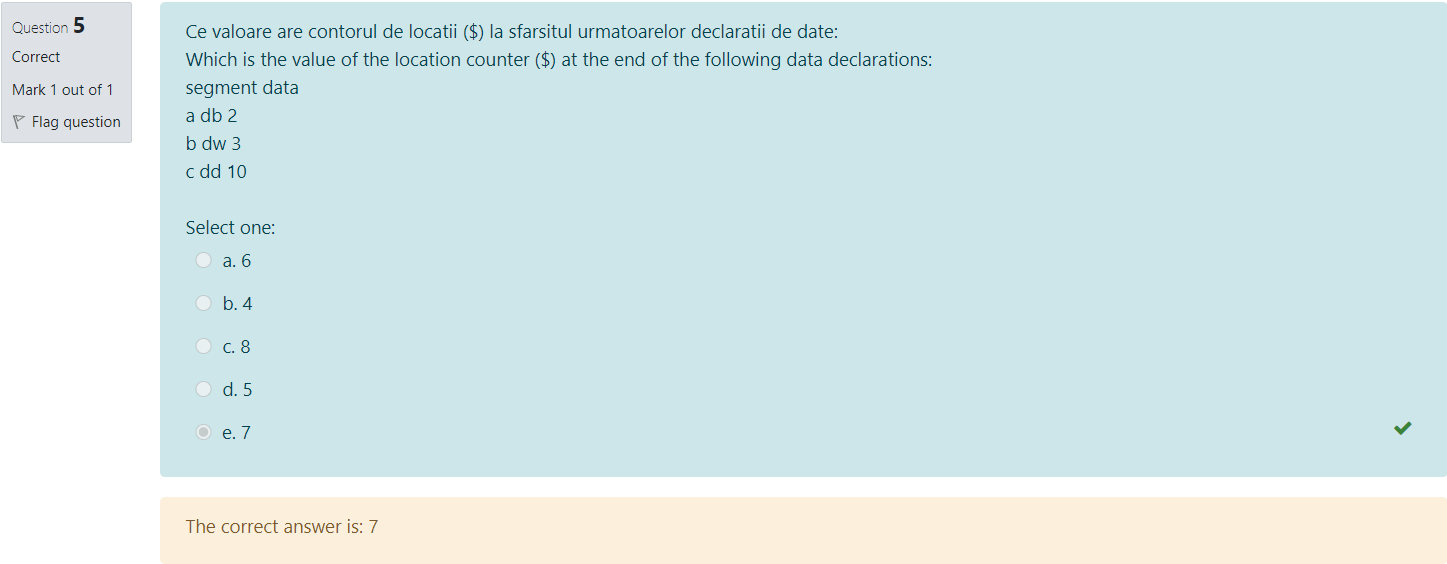 Question 5
Correct
Mark 1 out of 1
Flag question
Ce valoare are contorul de locatii ($) la sfarsitul urmatoarelor declaratii de date:
Which is the value of the location counter ($) at the end of the following data declarations:
segment data
a db 2
b dw 3
c dd 10
Select one:
a. 6
b. 4
c. 8
d. 5
e. 7
The correct answer is: 7